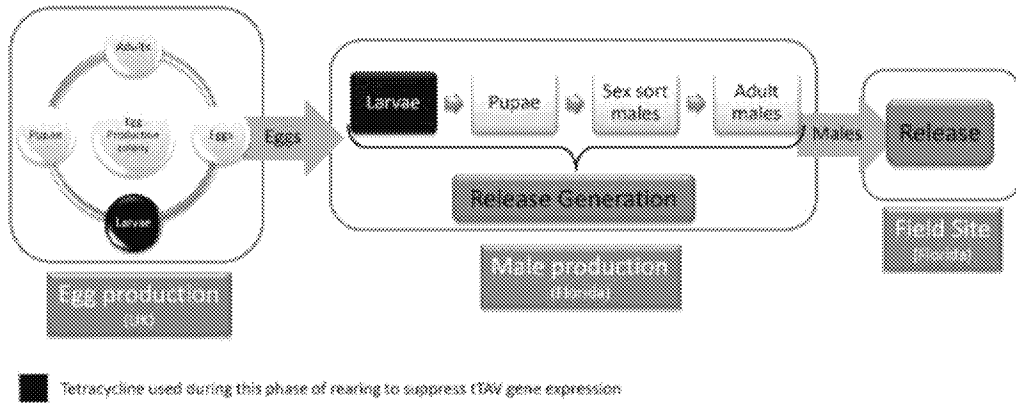 Adults
Pupae
Egg
Production
colony
Eggs
Larvae
Egg production
(UK)
Eggs
Larvae
Pupae
Sex sort
males
Adult
males
Release Generation
Male production
(Florida)
Males
Release
Field Site
(Florida)
Tetracycline used during this phase of rearing to suppress tTAV gene expression